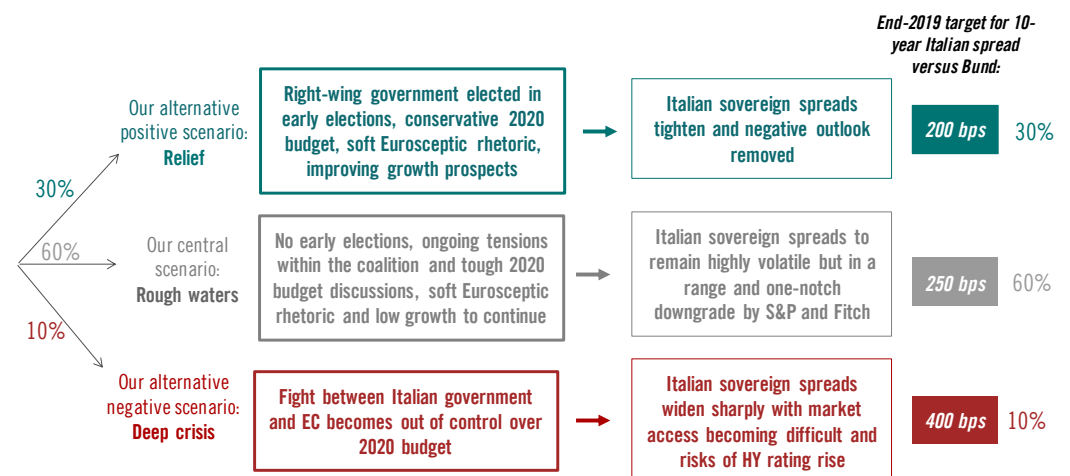 End-2019 target for 10-
year Italian spread
versus Bund:
Our alternative
positive scenario:
Relief
30%
Right-wing government elected in
early elections, conservative 2020
budget, soft Eurosceptic rhetoric,
improving growth prospects
Italian sovereign spreads
tighten and negative outlook
removed
200 bps
30%
60%
Our central
scenario:
Rough waters
No early elections, ongoing tensions
within the coalition and tough 2020
budget discussions, soft Eurosceptic
rhetoric and low growth to continue
Italian sovereign spreads to
remain highly volatile but in a
range and one-notch
downgrade by S&P and Fitch
250 bps
60%
10%
Our alternative
negative scenario:
Deep crisis
Fight between Italian government
and EC becomes out of control over
2020 budget
Italian sovereign spreads
widen sharply with market
access becoming difficult and
risks of HY rating rise
400 bps
10%